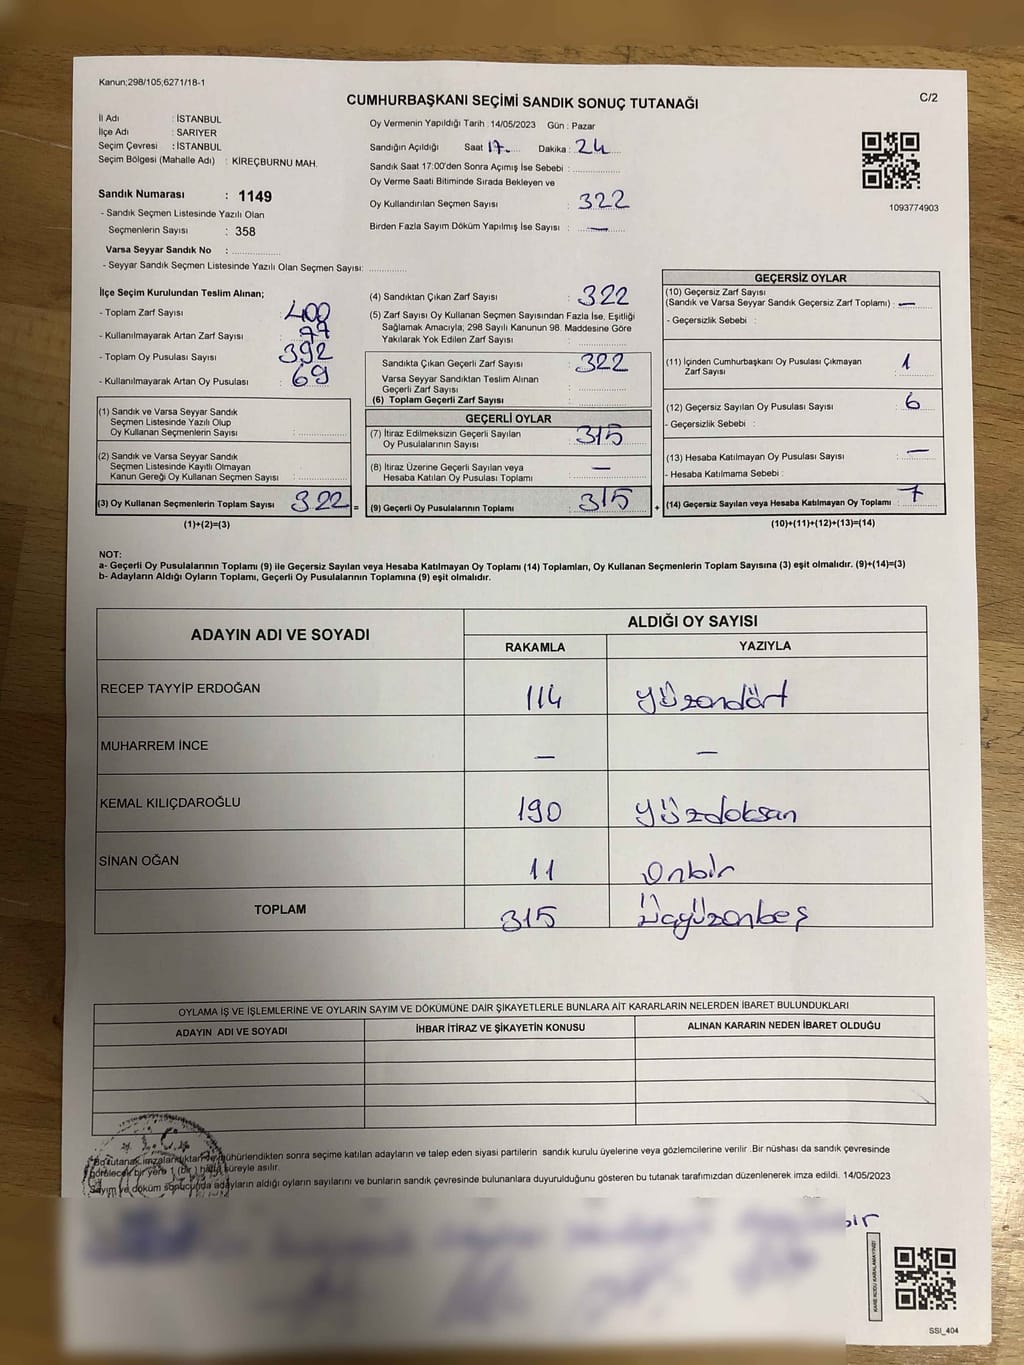 Kanun;298/105;6271/18-1
C/2
CUMHURBAŞKANI SEÇİMİ SANDIK SONUÇ TUTANAĞI
İl Adı : İSTANBUL
İlçe Adı : SARIYER
Seçim Çevresi : İSTANBUL
Seçim Bölgesi (Mahalle Adı) : KİREÇBURNU MAH.
Sandık Numarası : 1149
- Sandık Seçmen Listesinde Yazılı Olan
Seçmenlerin Sayısı : 358
Varsa Seyyar Sandık No : ................
- Seyyar Sandık Seçmen Listesinde Yazılı Olan Seçmen Sayısı: .............
Oy Vermenin Yapıldığı Tarih : 14/05/2023 Gün : Pazar
Sandığın Açıldığı Saat 17 Dakika : 24
Sandık Saat 17:00'den Sonra Açımış İse Sebebi : ................
Oy Verme Saati Bitiminde Sırada Bekleyen ve
Oy Kullandırılan Seçmen Sayısı : 322
Birden Fazla Sayım Döküm Yapılmış İse Sayısı : —
1093774903
İlçe Seçim Kurulundan Teslim Alınan;
- Toplam Zarf Sayısı : 400
- Kullanılmayarak Artan Zarf Sayısı :
- Toplam Oy Pusulası Sayısı : 392
- Kullanılmayarak Artan Oy Pusulası : 69
(1) Sandık ve Varsa Seyyar Sandık
Seçmen Listesinde Yazılı Olup
Oy Kullanan Seçmenlerin Sayısı : ................
(2) Sandık ve Varsa Seyyar Sandık
Seçmen Listesinde Kayıtlı Olmayan
Kanun Gereği Oy Kullanan Seçmen Sayısı : ................
(3) Oy Kullanan Seçmenlerin Toplam Sayısı 322 =
(1)+(2)=(3)
(4) Sandıktan Çıkan Zarf Sayısı : 322
(5) Zarf Sayısı Oy Kullanan Seçmen Sayısından Fazla İse, Eşitliği
Sağlamak Amacıyla; 298 Sayılı Kanunun 98. Maddesine Göre
Yakılarak Yok Edilen Zarf Sayısı : ................
Sandıkta Çıkan Geçerli Zarf Sayısı : 322
Varsa Seyyar Sandıktan Teslim Alınan
Geçerli Zarf Sayısı : ................
(6) Toplam Geçerli Zarf Sayısı : ................
GEÇERLİ OYLAR
(7) İtiraz Edilmeksizin Geçerli Sayılan
Oy Pusulalarının Sayısı : 315
(8) İtiraz Üzerine Geçerli Sayılan veya
Hesaba Katılan Oy Pusulası Toplamı : —
(9) Geçerli Oy Pusulalarının Toplamı : 315 +
GEÇERSİZ OYLAR
(10) Geçersiz Zarf Sayısı
(Sandık ve Varsa Seyyar Sandık Geçersiz Zarf Toplamı) : —
- Geçersizlik Sebebi :
(11) İçinden Cumhurbaşkanı Oy Pusulası Çıkmayan
Zarf Sayısı : 1
(12) Geçersiz Sayılan Oy Pusulası Sayısı : 6
- Geçersizlik Sebebi :
(13) Hesaba Katılmayan Oy Pusulası Sayısı : —
- Hesaba Katılmama Sebebi :
(14) Geçersiz Sayılan veya Hesaba Katılmayan Oy Toplamı : 7
(10)+(11)+(12)+(13)=(14)
NOT:
a- Geçerli Oy Pusulalarının Toplamı (9) ile Geçersiz Sayılan veya Hesaba Katılmayan Oy Toplamı (14) Toplamları, Oy Kullanan Seçmenlerin Toplam Sayısına (3) eşit olmalıdır. (9)+(14)=(3)
b- Adayların Aldığı Oyların Toplamı, Geçerli Oy Pusulalarının Toplamına (9) eşit olmalıdır.
ADAYIN ADI VE SOYADI ALDIĞI OY SAYISI
RAKAMLA YAZIYLA
RECEP TAYYİP ERDOĞAN 114 yüzondört
MUHARREM İNCE — —
KEMAL KILIÇDAROĞLU 190 yüzdoksan
SİNAN OĞAN 11 onbir
TOPLAM 315 üçyüzonbeş
OYLAMA İŞ VE İŞLEMLERİNE VE OYLARIN SAYIM VE DÖKÜMÜNE DAİR ŞİKAYETLERLE BUNLARA AİT KARARLARIN NELERDEN İBARET BULUNDUKLARI
ADAYIN ADI VE SOYADI İHBAR İTİRAZ VE ŞİKAYETİN KONUSU ALINAN KARARIN NEDEN İBARET OLDUĞU
Bu tutanak imzalandıktan ve mühürlendikten sonra seçime katılan adayların ve talep eden siyasi partilerin sandık kurulu üyelerine veya gözlemcilerine verilir. Bir nüshası da sandık çevresinde
görülecek bir yere 1 (bir) hafta süreyle asılır.
Sayım ve döküm sonucunda adayların aldığı oyların sayılarını ve bunların sandık çevresinde bulunanlara duyurulduğunu gösteren bu tutanak tarafımızdan düzenlenerek imza edildi. 14/05/2023
KARE KODU KARALAMAYINIZ!
SSI_404